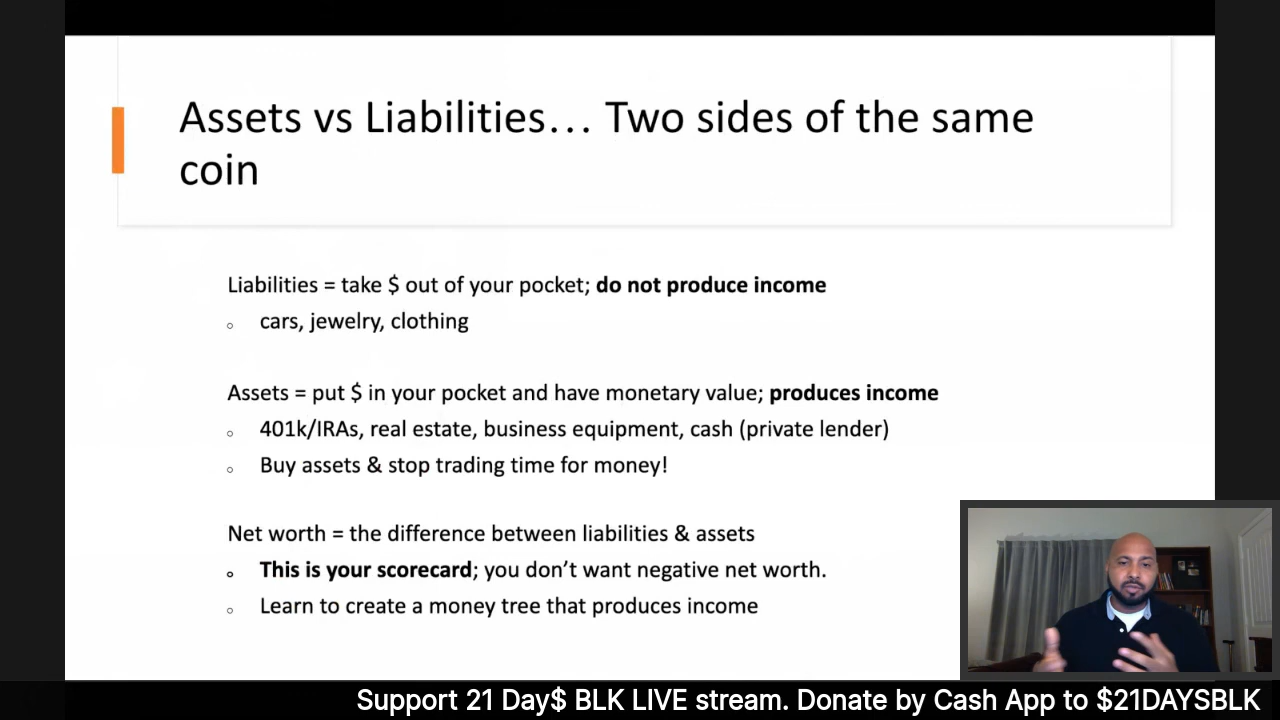 Assets vs Liabilities… Two sides of the same
coin
Liabilities = take $ out of your pocket; do not produce income
○ cars, jewelry, clothing
Assets = put $ in your pocket and have monetary value; produces income
○ 401k/IRAs, real estate, business equipment, cash (private lender)
○ Buy assets & stop trading time for money!
Net worth = the difference between liabilities & assets
○ This is your scorecard; you don’t want negative net worth.
○ Learn to create a money tree that produces income
Support 21 Day$ BLK LIVE stream. Donate by Cash App to $21DAYSBLK